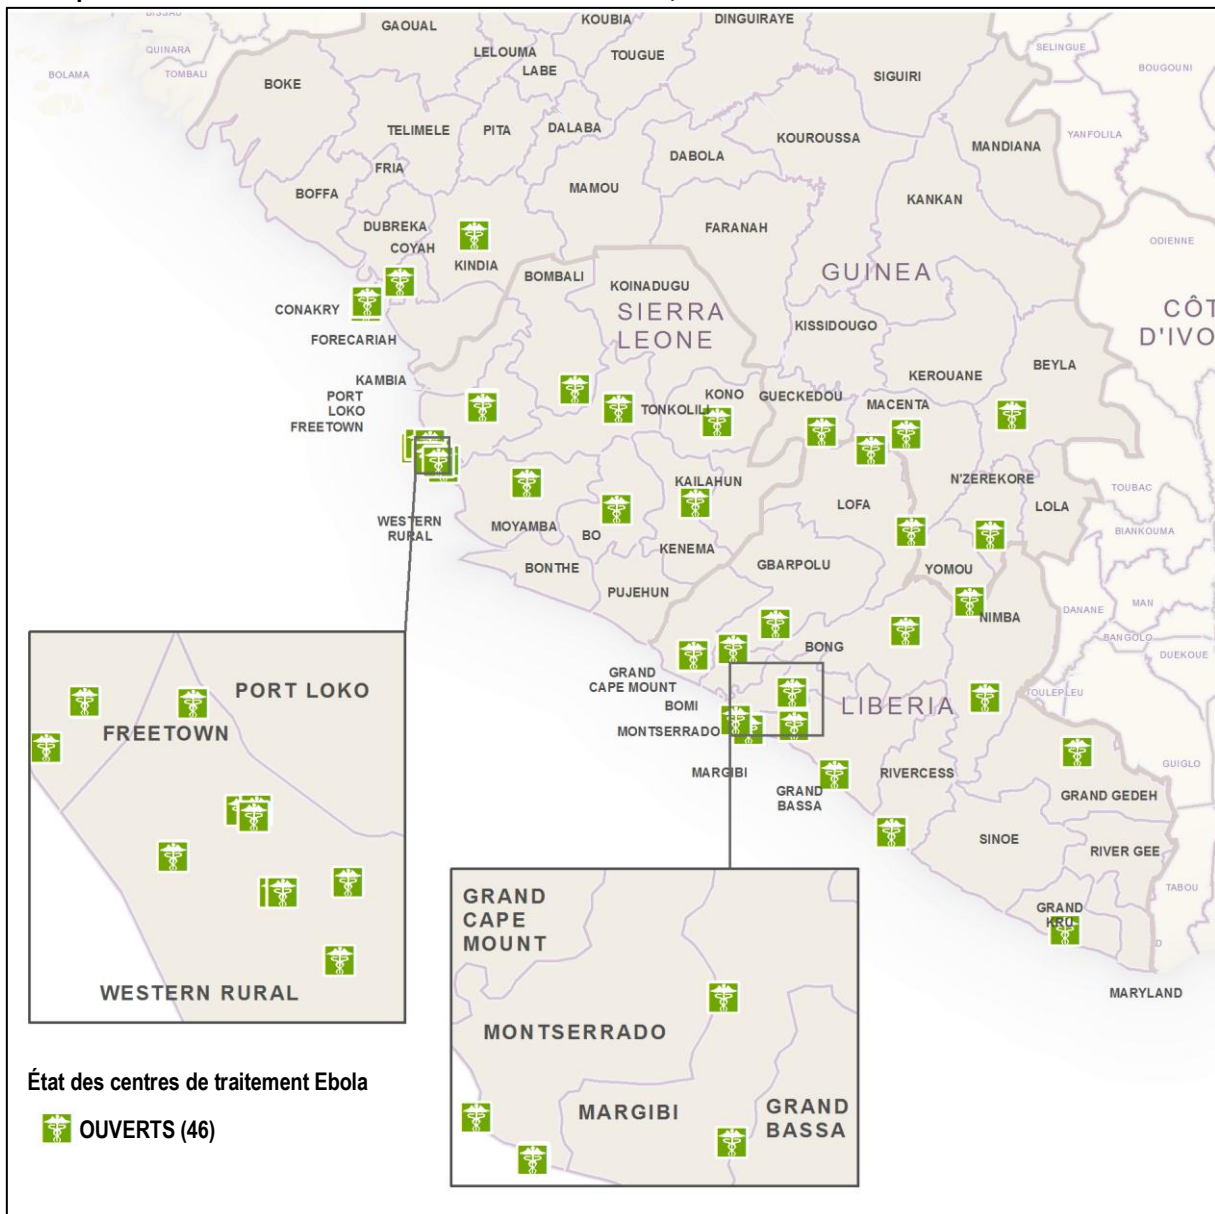 BISSAU
GAOUAL
KOUBIA
DINGUIRAYE
QUINARA
LELOUMA
TOUGUE
SELINGUE
BOLAMA
TOMBALI
LABE
BOUGOUNI
BOKE
SIGUIRI
TELIMELE
PITA
DALABA
KOUROUSSA
YANFOLILA
DABOLA
MANDIANA
FRIA
BOFFA
MAMOU
KANKAN
DUBREKA
FARANAH
COYAH
ODIENNE
KINDIA
BOMBALI
GUINEA
KOINADUGU
CONAKRY
SIERRA
LEONE
KISSIDOUGO
CÔT
D'IVO
FORECARIAH
KAMBIA
KEROUANE
BEYLA
PORT
LOKO
FREETOWN
KONO
GUECKEDOU
TONKOLILI
MACENTA
KAILAHUN
N'ZEREKORE
TOUBAC
LOFA
LOLA
WESTERN
RURAL
MOYAMBA
BO
BIANKOUMA
KENEMA
BONTHE
GBARPOLU
YOMOU
PUJEHUN
NIMBA
DANANE
MAN
BANGOLO
BONG
DUEKOUE
GRAND
CAPE MOUNT
BOMI
LIBERIA
TOULEPLEU
MONTSERRADO
MARGIBI
RIVERCESS
GUIGLO
GRAND
BASSA
GRAND GEDEH
SINOE
RIVER GEE
TABOU
GRAND
KRU
MARYLAND
PORT LOKO
FREETOWN
WESTERN RURAL
GRAND
CAPE
MOUNT
MONTSERRADO
MARGIBI
GRAND
BASSA
État des centres de traitement Ebola
OUVERTS (46)